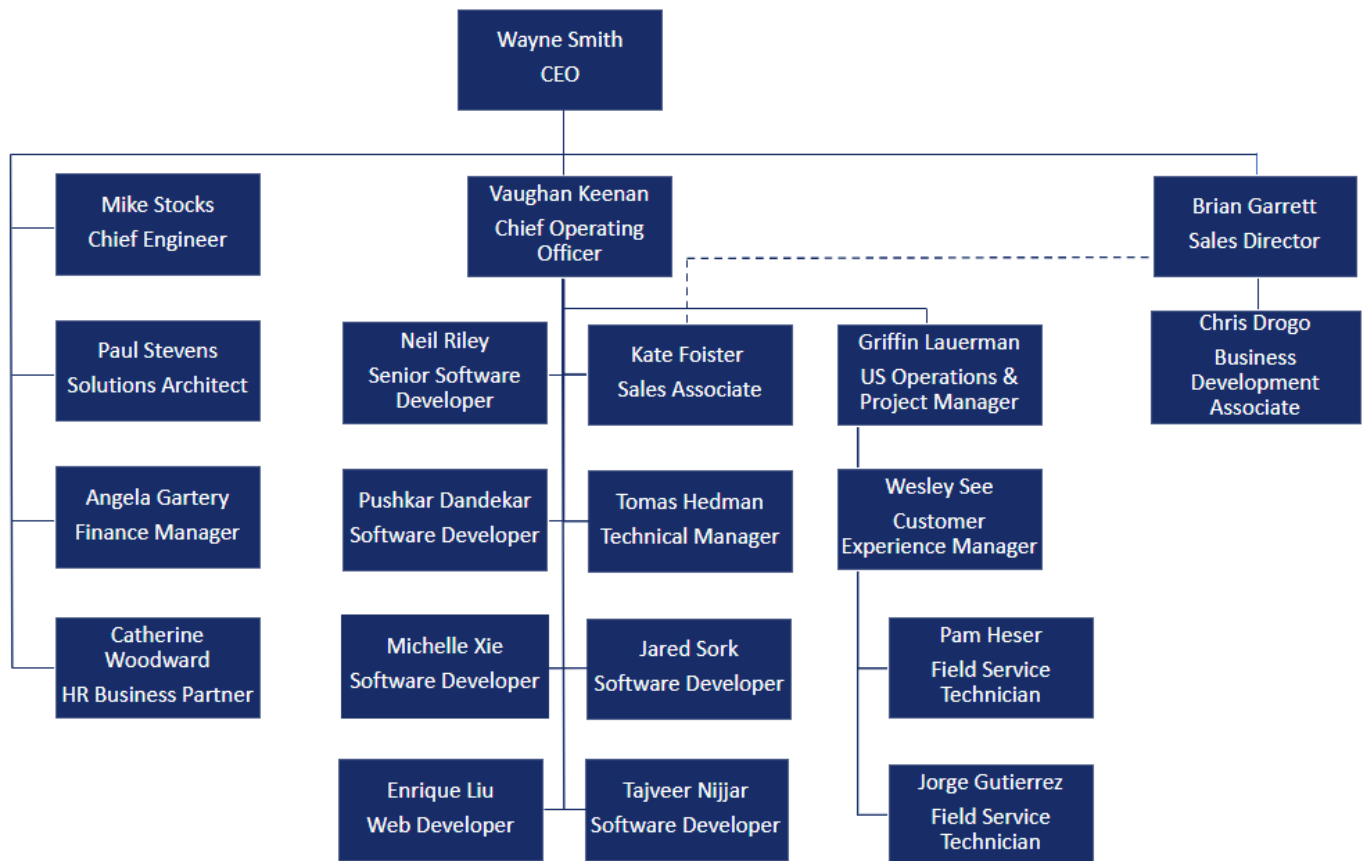 Wayne Smith
CEO
Mike Stocks
Chief Engineer
Vaughan Keenan
Chief Operating
Officer
Brian Garrett
Sales Director
Paul Stevens
Solutions Architect
Neil Riley
Senior Software
Developer
Kate Foister
Sales Associate
Griffin Lauerman
US Operations &
Project Manager
Chris Drogo
Business
Development
Associate
Angela Gartery
Finance Manager
Pushkar Dandekar
Software Developer
Tomas Hedman
Technical Manager
Wesley See
Customer
Experience Manager
Catherine
Woodward
HR Business Partner
Michelle Xie
Software Developer
Jared Sork
Software Developer
Pam Heser
Field Service
Technician
Enrique Liu
Web Developer
Tajveer Nijjar
Software Developer
Jorge Gutierrez
Field Service
Technician